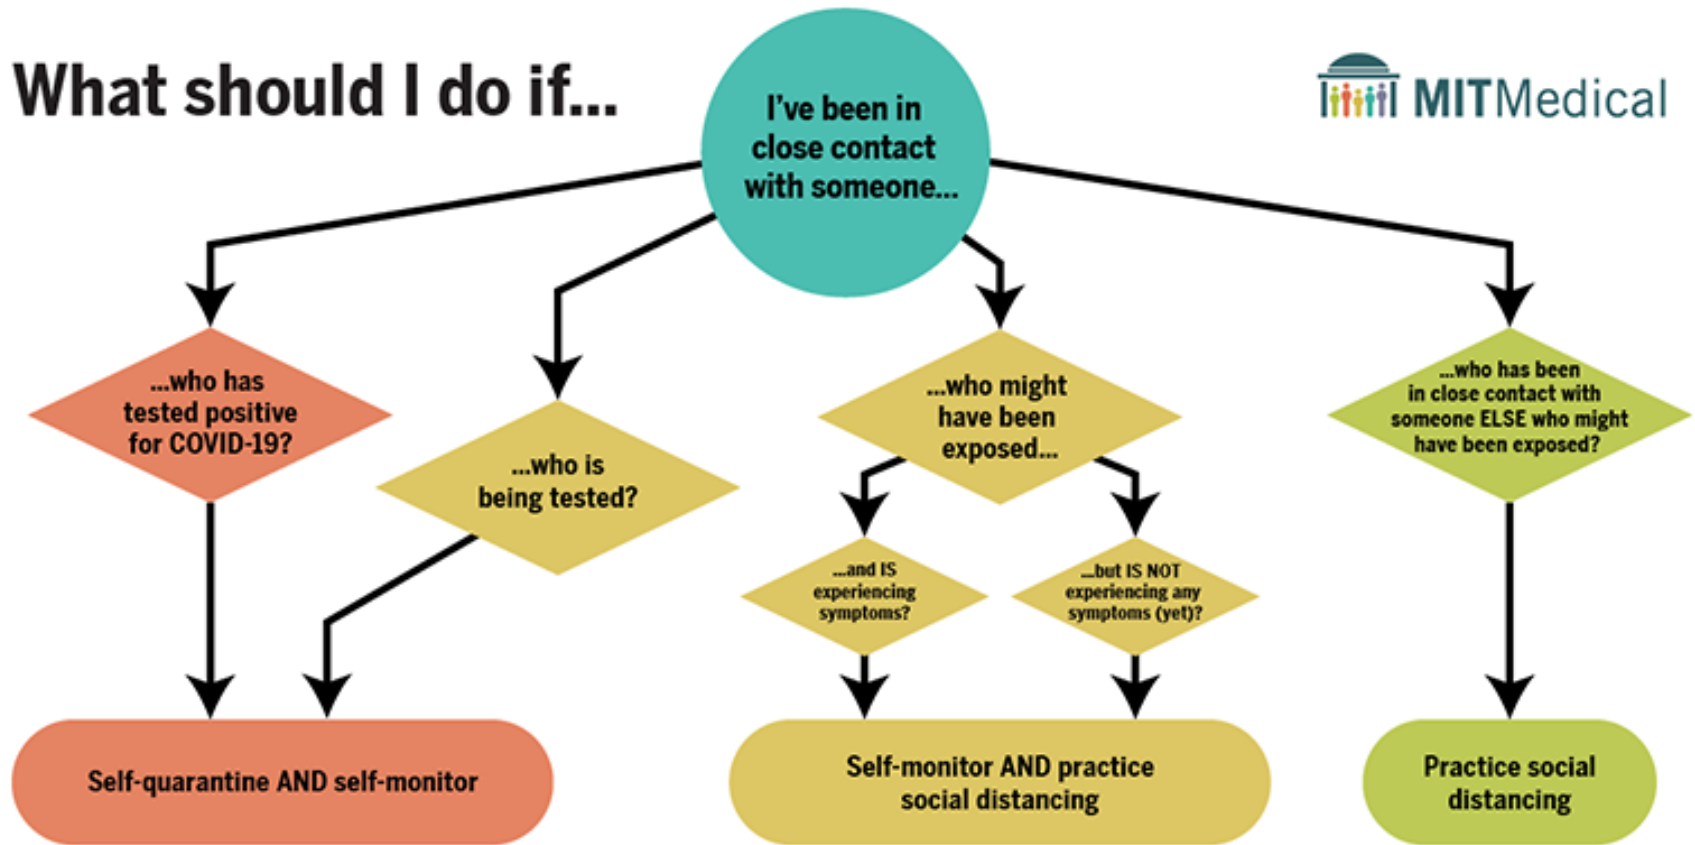 What should I do if...
I've been in
close contact
with someone...
MITMedical
...who has
tested positive
for COVID-19?
...who is
being tested?
...who might
have been
exposed...
...who has been
in close contact with
someone ELSE who might
have been exposed?
...and IS
experiencing
symptoms?
...but IS NOT
experiencing any
symptoms (yet)?
Self-quarantine AND self-monitor
Self-monitor AND practice
social distancing
Practice social
distancing